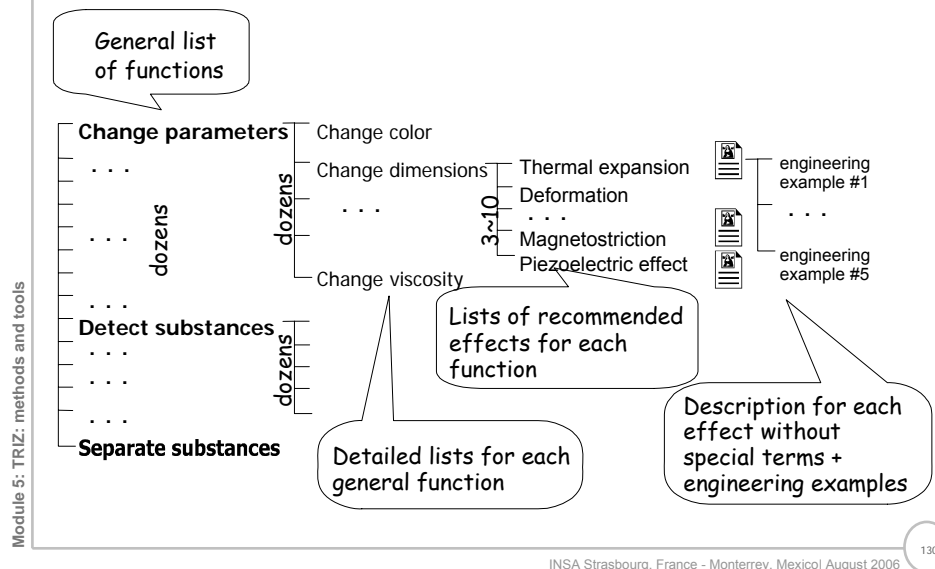 General list
of functions
Change parameters
. . .
dozens
. . .
. . .
Detect substances
. . .
. . .
. . .
Separate substances
dozens
Change color
Change dimensions
. . .
Change viscosity
dozens
3~10
Thermal expansion
Deformation
. . .
Magnetostriction
Piezoelectric effect
engineering
example #1
. . .
engineering
example #5
Lists of recommended
effects for each
function
Detailed lists for each
general function
Description for each
effect without
special terms +
engineering examples
Module 5: TRIZ: methods and tools
INSA Strasbourg, France - Monterrey, Mexico| August 2006
130